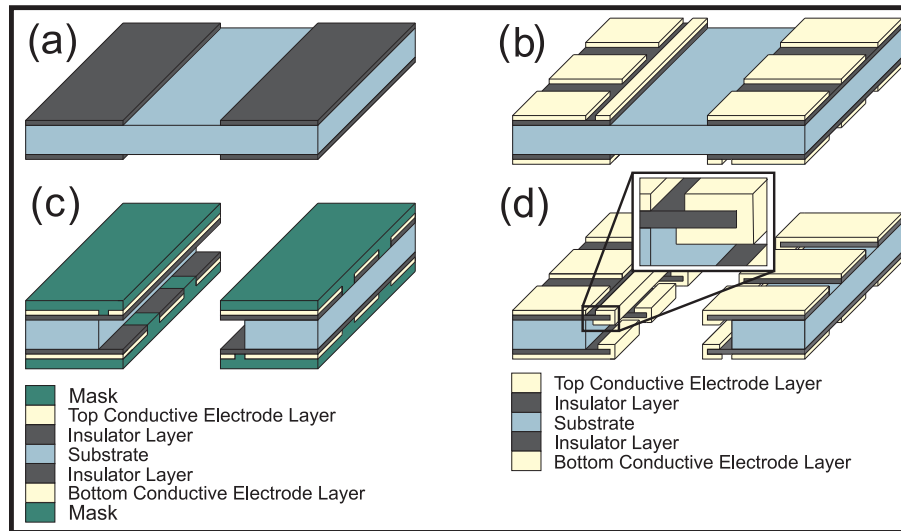 (a)
(b)
(c)
(d)
Mask
Top Conductive Electrode Layer
Insulator Layer
Substrate
Insulator Layer
Bottom Conductive Electrode Layer
Mask
Top Conductive Electrode Layer
Insulator Layer
Substrate
Insulator Layer
Bottom Conductive Electrode Layer